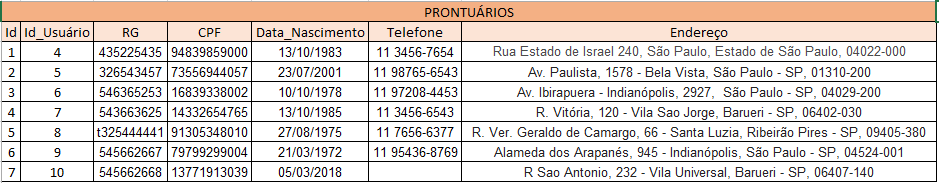 PRONTUÁRIOS
Id Id_Usuário RG CPF Data_Nascimento Telefone Endereço
1 4 435225435 94839859000 13/10/1983 11 3456-7654 Rua Estado de Israel 240, São Paulo, Estado de São Paulo, 04022-000
2 5 326543457 73556944057 23/07/2001 11 98765-6543 Av. Paulista, 1578 - Bela Vista, São Paulo - SP, 01310-200
3 6 546365253 16839338002 10/10/1978 11 97208-4453 Av. Ibirapuera - Indianópolis, 2927, São Paulo - SP, 04029-200
4 7 543663625 14332654765 13/10/1985 11 3456-6543 R. Vitória, 120 - Vila Sao Jorge, Barueri - SP, 06402-030
5 8 t325444441 91305348010 27/08/1975 11 7656-6377 R. Ver. Geraldo de Camargo, 66 - Santa Luzia, Ribeirão Pires - SP, 09405-380
6 9 545662667 79799299004 21/03/1972 11 95436-8769 Alameda dos Arapanés, 945 - Indianópolis, São Paulo - SP, 04524-001
7 10 545662668 13771913039 05/03/2018 R Sao Antonio, 232 - Vila Universal, Barueri - SP, 06407-140